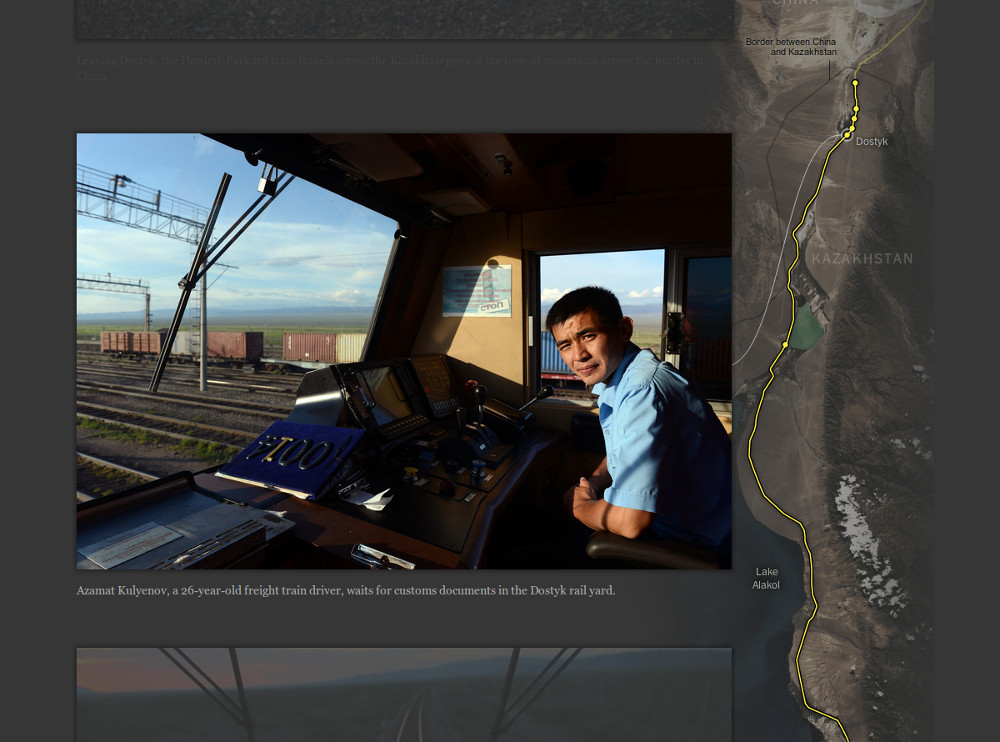 CHINA
Leaving Dostyk, the Hewlett-Packard train travels across the Kazakh steppes at the base of mountains across the border in
China.
Border between China
and Kazakhstan
Dostyk
KAZAKHSTAN
СТОП
Azamat Kulyenov, a 26-year-old freight train driver, waits for customs documents in the Dostyk rail yard.
Lake
Alakol